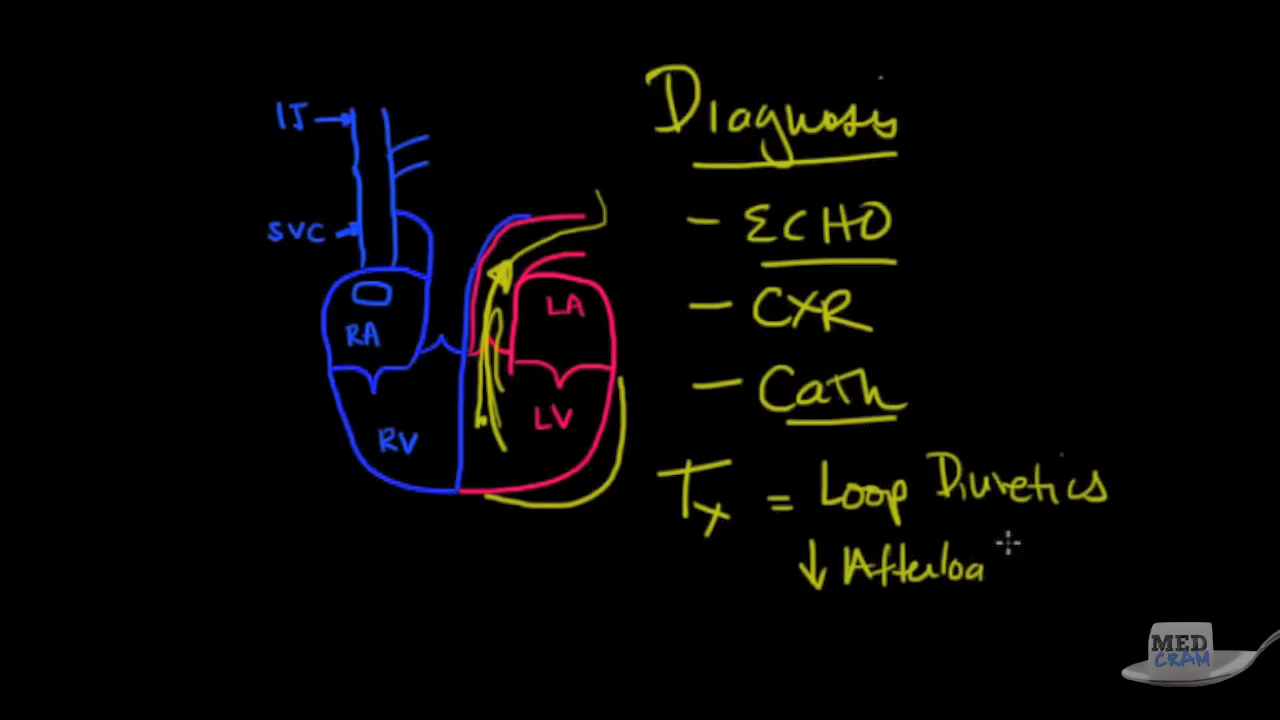 IJ
SVC
RA
RV
LA
LV
Diagnosis
- ECHO
- CXR
- Cath
Tx = Loop Diuretics
↓ Afterloa
MED
CRAM